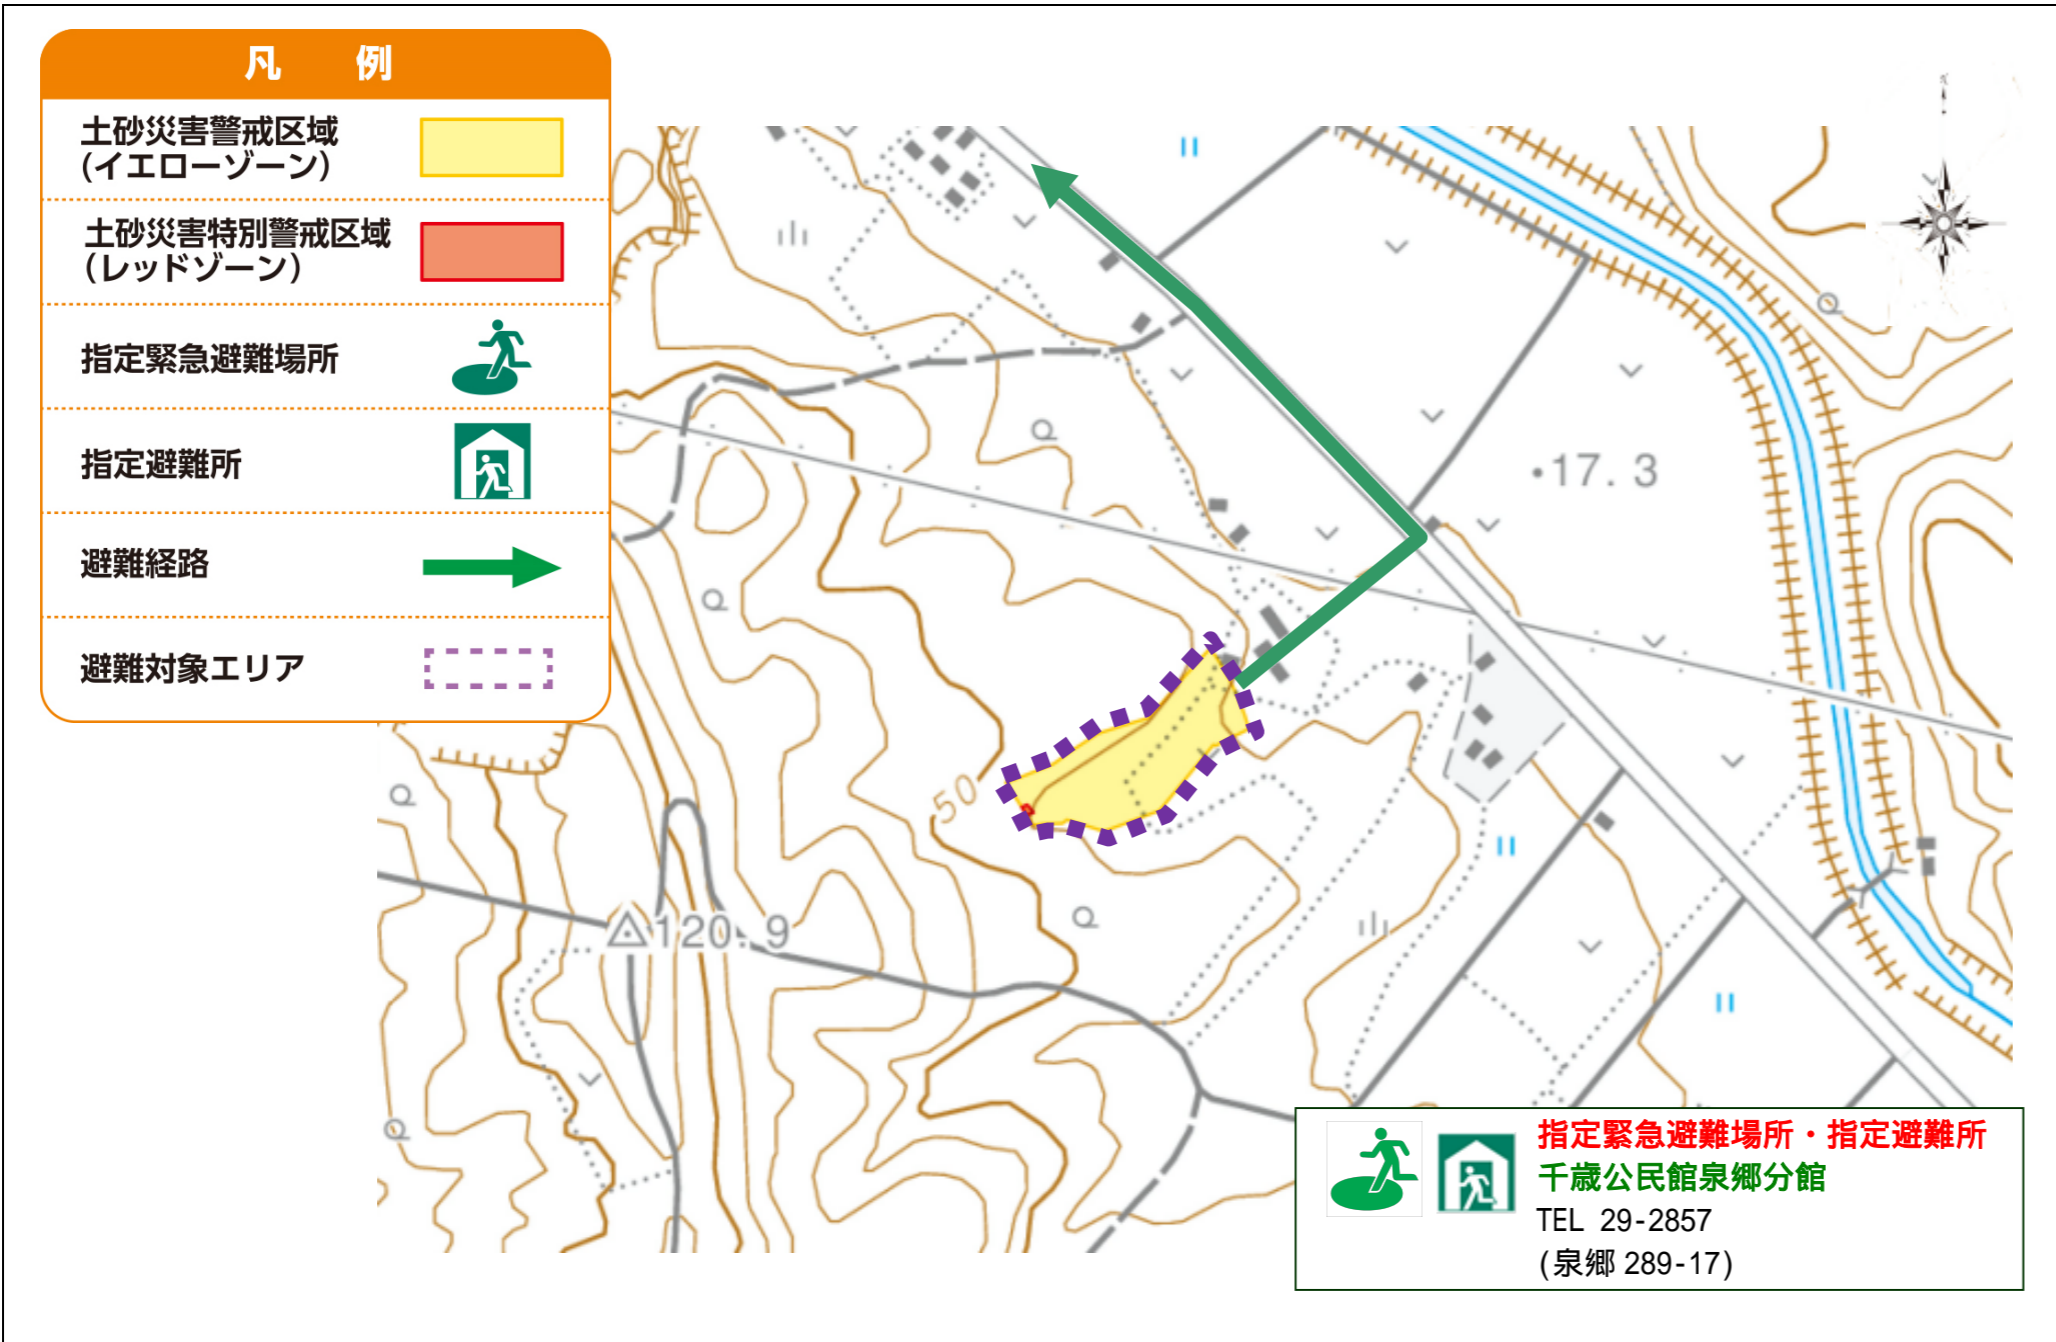 凡　例
土砂災害警戒区域
(イエローゾーン)
土砂災害特別警戒区域
(レッドゾーン)
指定緊急避難場所
指定避難所
避難経路
避難対象エリア
17. 3
50
120. 9
指定緊急避難場所・指定避難所
千歳公民館泉郷分館
TEL 29-2857
(泉郷 289-17)